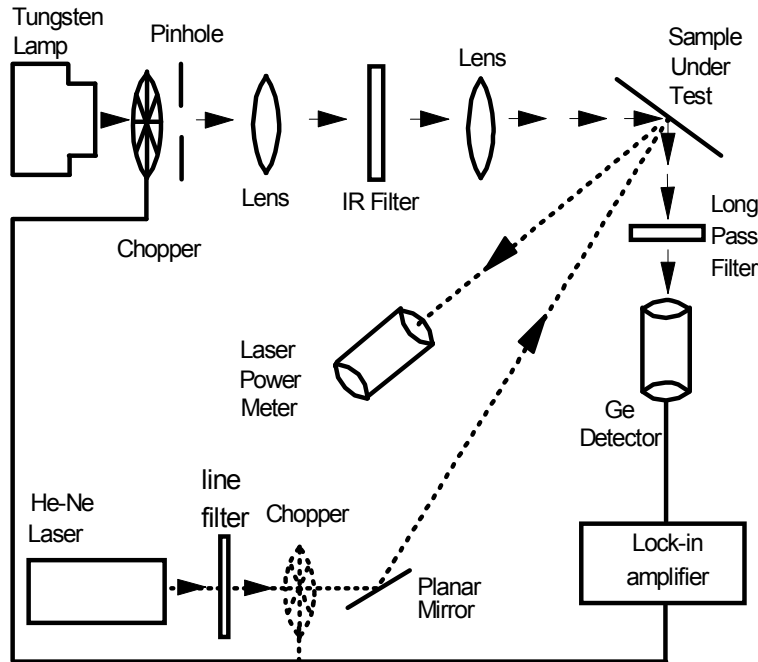 Tungsten
Lamp
Pinhole
Lens
Sample
Under
Test
Chopper
Lens
IR Filter
Long
Pass
Filter
Laser
Power
Meter
Ge
Detector
He-Ne
Laser
line
filter
Chopper
Planar
Mirror
Lock-in
amplifier